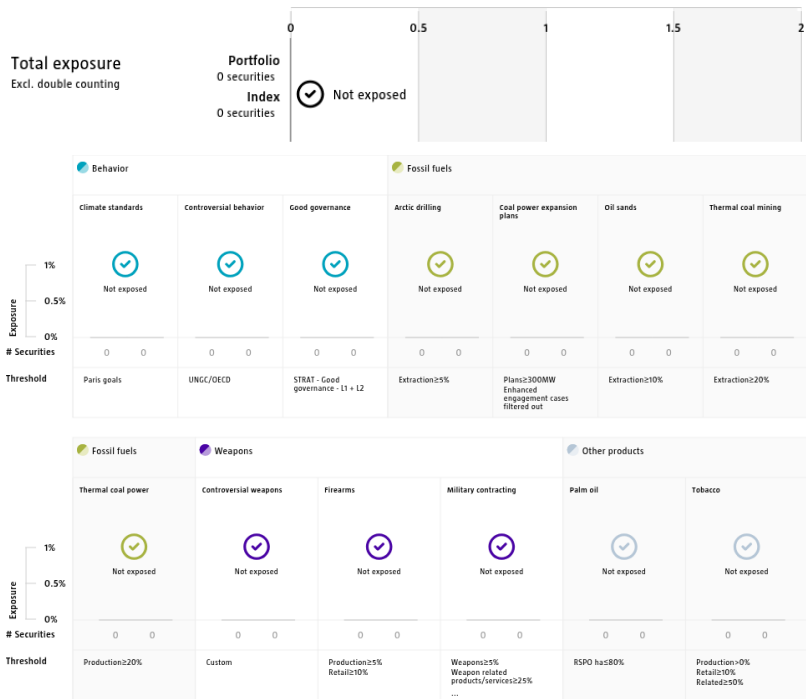 0 0.5 1 1.5 2
Total exposure
Excl. double counting
Portfolio
0 securities
Index
0 securities
Not exposed
Behavior Fossil fuels
Climate standards Controversial behavior Good governance Arctic drilling Coal power expansion plans Oil sands Thermal coal mining
Exposure
1%
0.5%
0%
Not exposed Not exposed Not exposed Not exposed Not exposed Not exposed Not exposed
# Securities 0 0 0 0 0 0 0 0 0 0 0 0 0 0
Threshold
Paris goals
UNGC/OECD
STRAT - Good
governance - L1 + L2
Extraction≥5%
Plans≥300MW
Enhanced
engagement cases
filtered out
Extraction≥10%
Extraction≥20%
Fossil fuels Weapons Other products
Thermal coal power Controversial weapons Firearms Military contracting Palm oil Tobacco
Exposure
1%
0.5%
0%
Not exposed Not exposed Not exposed Not exposed Not exposed Not exposed
# Securities 0 0 0 0 0 0 0 0 0 0 0 0
Threshold
Production≥20%
Custom
Production≥5%
Retail≥10%
Weapons≥5%
Weapon related
products/services≥25%
...
RSPO ha≤80%
Production>0%
Retail≥10%
Related≥50%